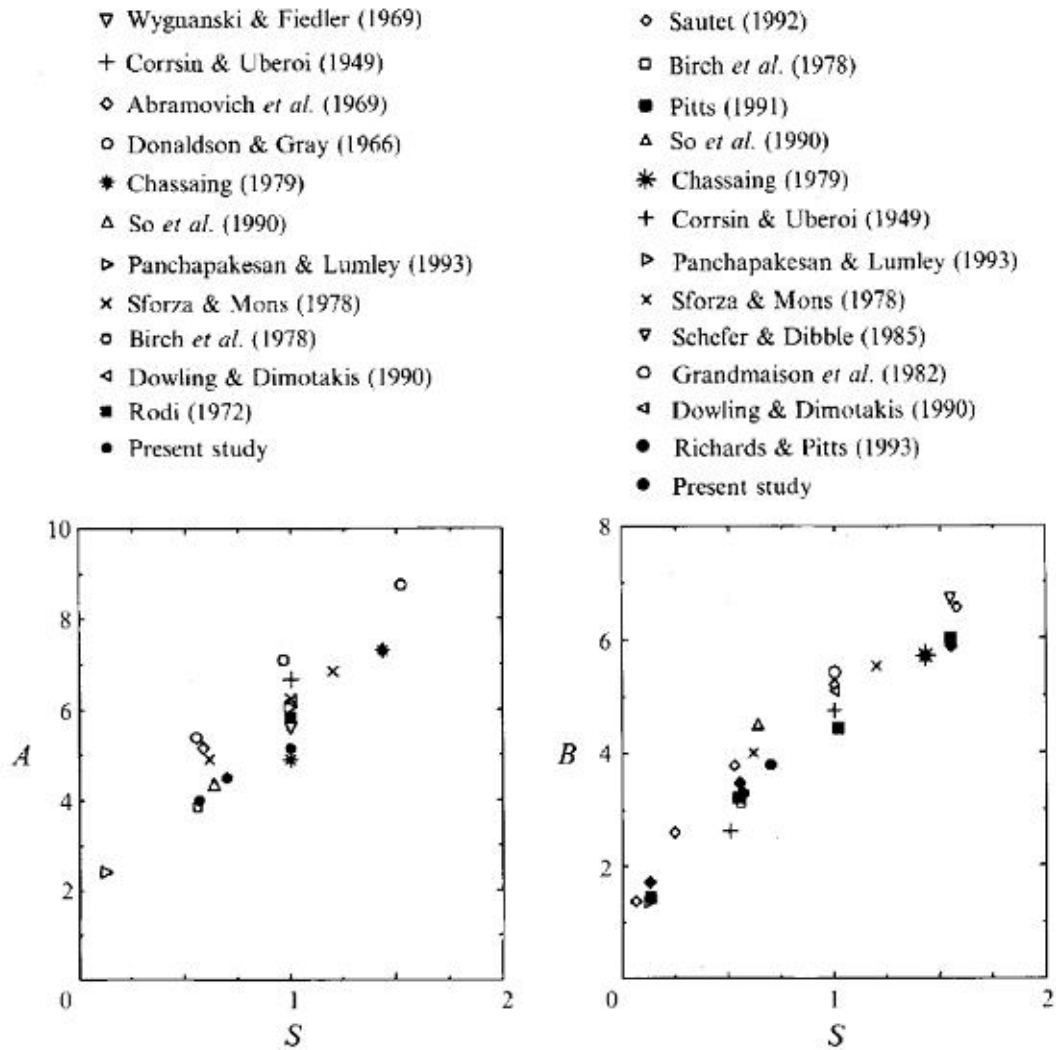 Wygnanski & Fiedler (1969)
Corrsin & Uberoi (1949)
Abramovich et al. (1969)
Donaldson & Gray (1966)
Chassaing (1979)
So et al. (1990)
Panchapakesan & Lumley (1993)
Sforza & Mons (1978)
Birch et al. (1978)
Dowling & Dimotakis (1990)
Rodi (1972)
Present study
Sautet (1992)
Birch et al. (1978)
Pitts (1991)
So et al. (1990)
Chassaing (1979)
Corrsin & Uberoi (1949)
Panchapakesan & Lumley (1993)
Sforza & Mons (1978)
Schefer & Dibble (1985)
Grandmaison et al. (1982)
Dowling & Dimotakis (1990)
Richards & Pitts (1993)
Present study
10
8
6
A
4
2
0 1 2
S
8
6
B
4
2
0 1 2
S